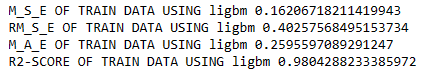 M_S_E OF TRAIN DATA USING ligbm 0.16206718211419943
RM_S_E OF TRAIN DATA USING ligbm 0.40257568495153734
M_A_E OF TRAIN DATA USING ligbm 0.2595597089291247
R2-SCORE OF TRAIN DATA USING ligbm 0.9804288233385972